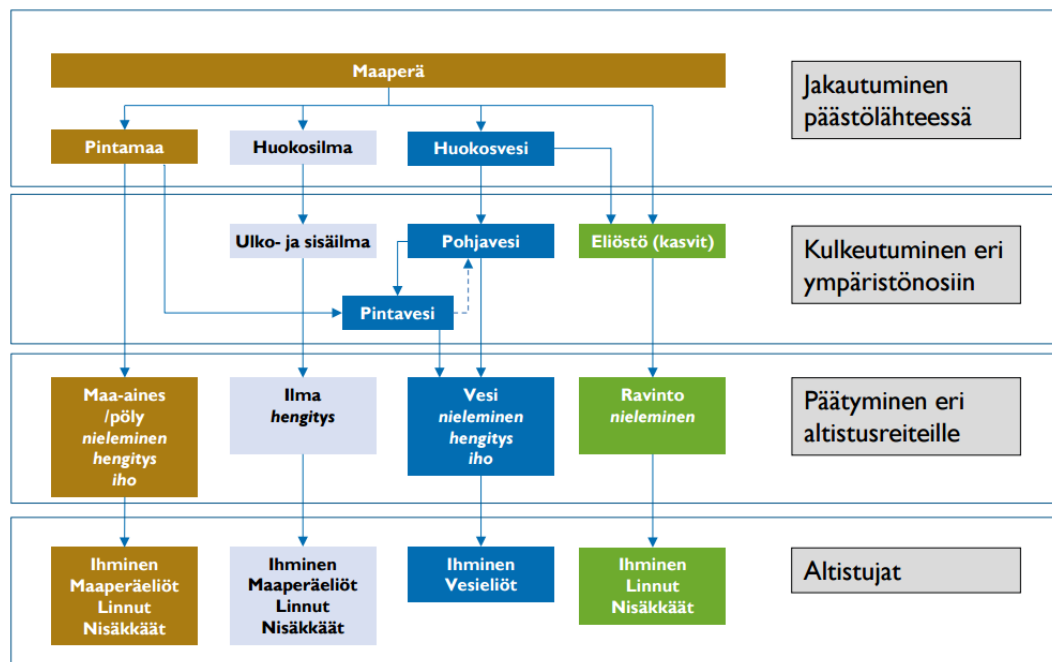 Maaperä
Jakautuminen
päästölähteessä
Pintamaa
Huokosilma
Huokosvesi
Ulko- ja sisäilma
Pohjavesi
Eliöstö (kasvit)
Kulkeutuminen eri
ympäristönosiin
Pintavesi
Maa-aines
/pöly
nieleminen
hengitys
iho
Ilma
hengitys
Vesi
nieleminen
hengitys
iho
Ravinto
nieleminen
Päätyminen eri
altistusreiteille
Ihminen
Maaperäeliöt
Linnut
Nisäkkäät
Ihminen
Maaperäeliöt
Linnut
Nisäkkäät
Ihminen
Vesieliöt
Ihminen
Linnut
Nisäkkäät
Altistujat